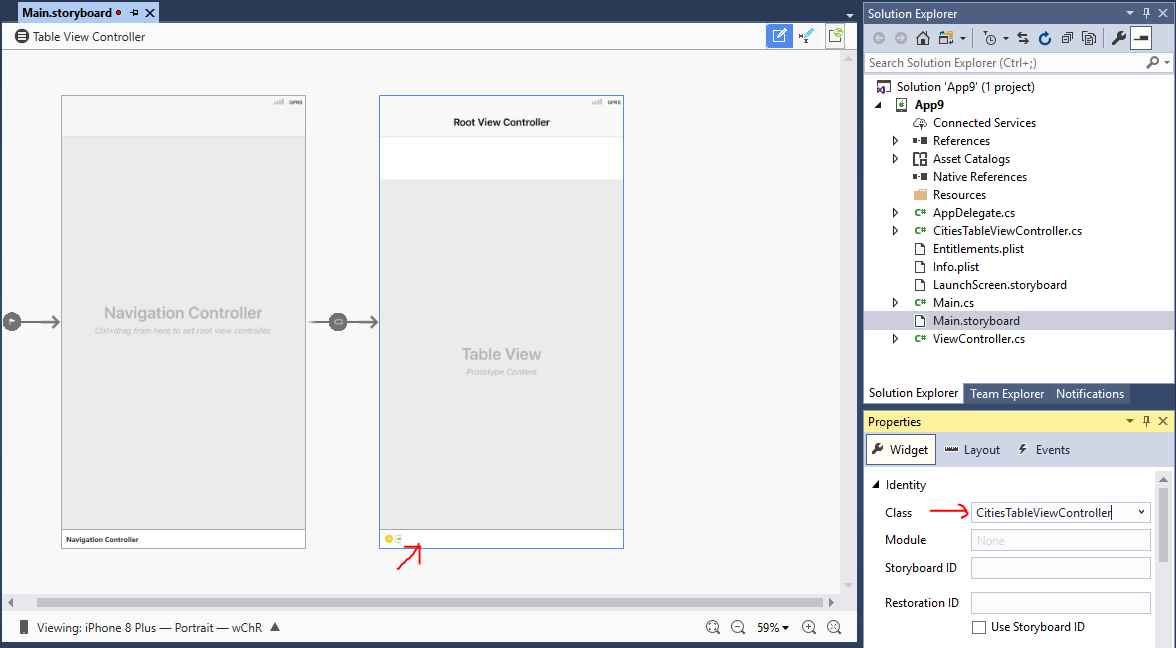 Main.storyboard
Table View Controller
GPRS
Navigation Controller
Ctrl+drag from here to set root view controller.
Navigation Controller
GPRS
Root View Controller
Table View
Prototype Content
Viewing: iPhone 8 Plus — Portrait — wChR
59%
Solution Explorer
Search Solution Explorer (Ctrl+;)
Solution 'App9' (1 project)
App9
Connected Services
References
Asset Catalogs
Native References
Resources
C# AppDelegate.cs
C# CitiesTableViewController.cs
Entitlements.plist
Info.plist
LaunchScreen.storyboard
C# Main.cs
Main.storyboard
C# ViewController.cs
Solution Explorer Team Explorer Notifications
Properties
Widget Layout Events
Identity
Class CitiesTableViewController
Module None
Storyboard ID
Restoration ID
Use Storyboard ID